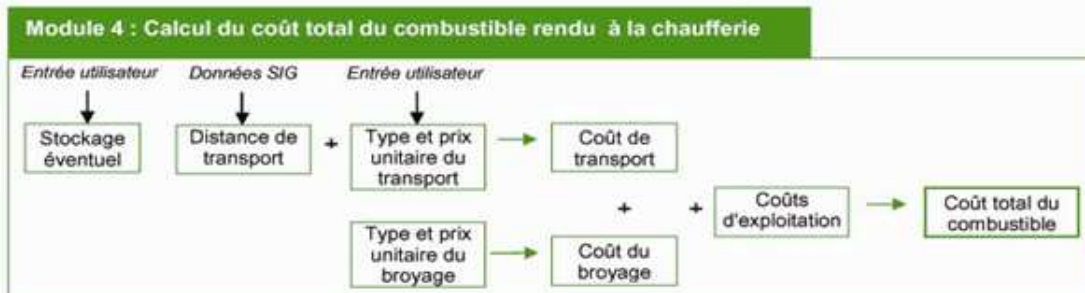 Module 4 : Calcul du coût total du combustible rendu à la chaufferie
Entrée utilisateur Données SIG Entrée utilisateur
Stockage
éventuel
Distance de
transport
+
Type et prix
unitaire du
transport
Coût de
transport
+
+
Coûts
d'exploitation
Coût total du
combustible
Type et prix
unitaire du
broyage
Coût du
broyage